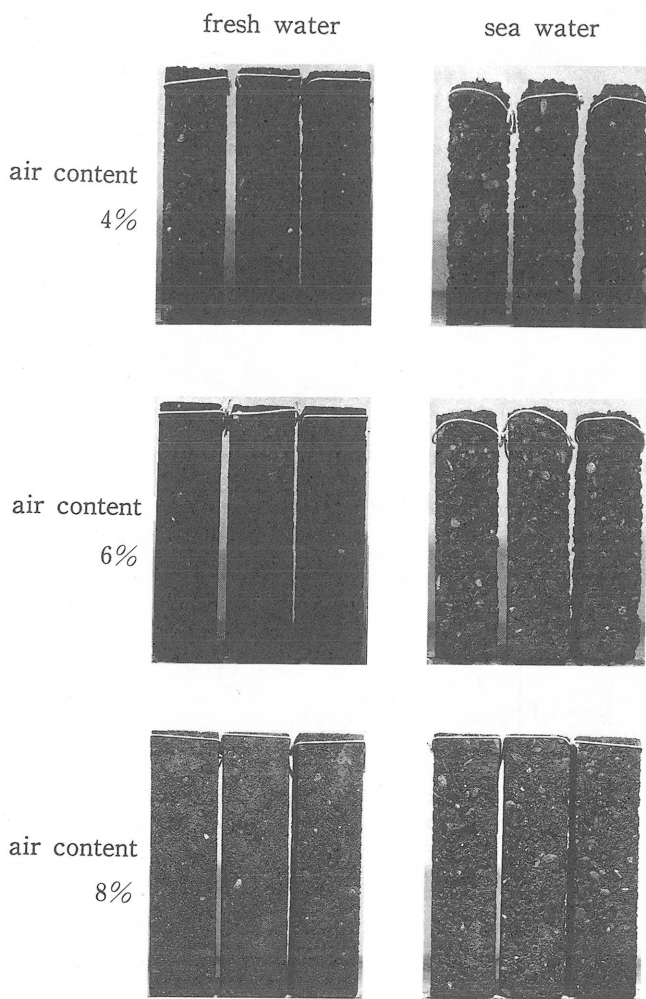 fresh water
sea water
air content
4%
air content
6%
air content
8%